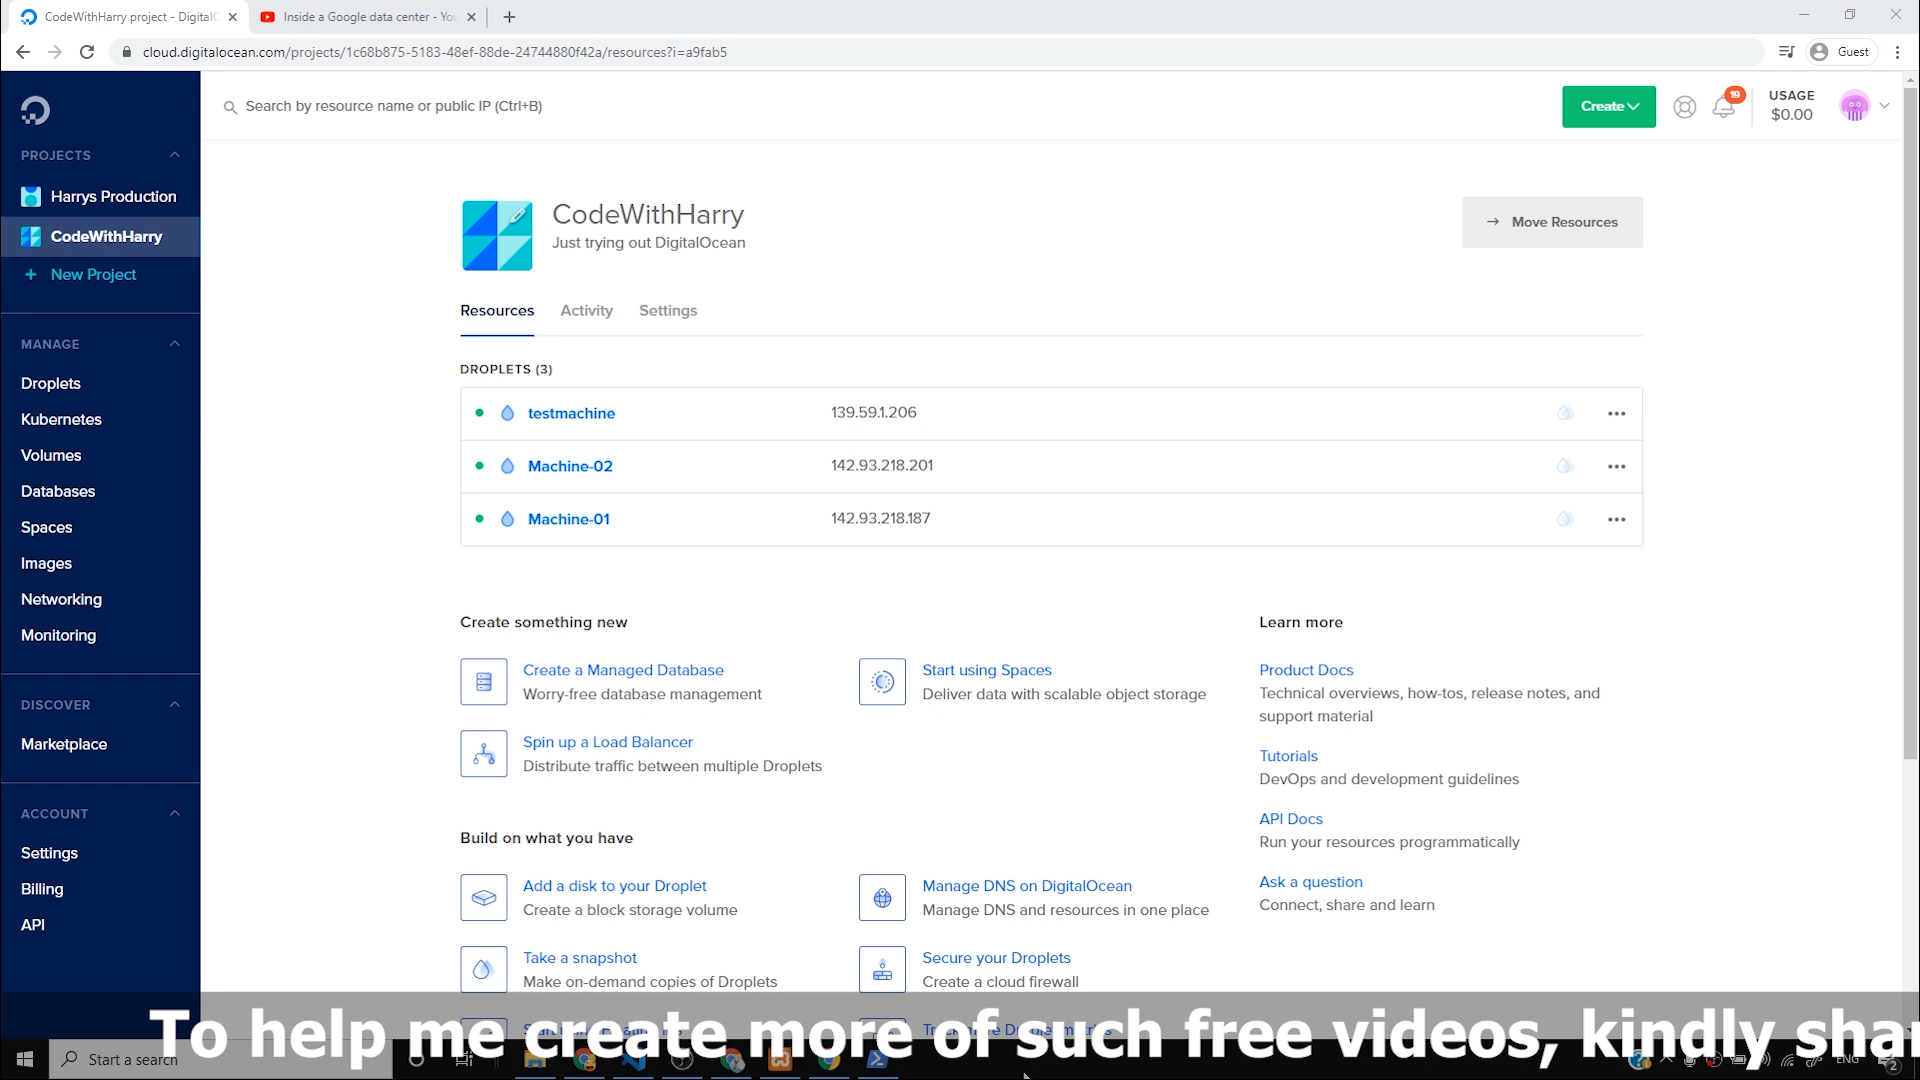 CodeWithHarry project - DigitalO
Inside a Google data center - You
cloud.digitalocean.com/projects/1c68b875-5183-48ef-88de-24744880f42a/resources?i=a9fab5
Guest
Search by resource name or public IP (Ctrl+B)
Create
19
USAGE
$0.00
PROJECTS
Harrys Production
CodeWithHarry
+ New Project
MANAGE
Droplets
Kubernetes
Volumes
Databases
Spaces
Images
Networking
Monitoring
DISCOVER
Marketplace
ACCOUNT
Settings
Billing
API
CodeWithHarry
Just trying out DigitalOcean
→ Move Resources
Resources Activity Settings
DROPLETS (3)
testmachine 139.59.1.206
Machine-02 142.93.218.201
Machine-01 142.93.218.187
Create something new
Create a Managed Database
Worry-free database management
Start using Spaces
Deliver data with scalable object storage
Spin up a Load Balancer
Distribute traffic between multiple Droplets
Build on what you have
Add a disk to your Droplet
Create a block storage volume
Manage DNS on DigitalOcean
Manage DNS and resources in one place
Take a snapshot
Make on-demand copies of Droplets
Secure your Droplets
Create a cloud firewall
Learn more
Product Docs
Technical overviews, how-tos, release notes, and
support material
Tutorials
DevOps and development guidelines
API Docs
Run your resources programmatically
Ask a question
Connect, share and learn
To help me create more of such free videos, kindly shar
Start a search
ENG
2